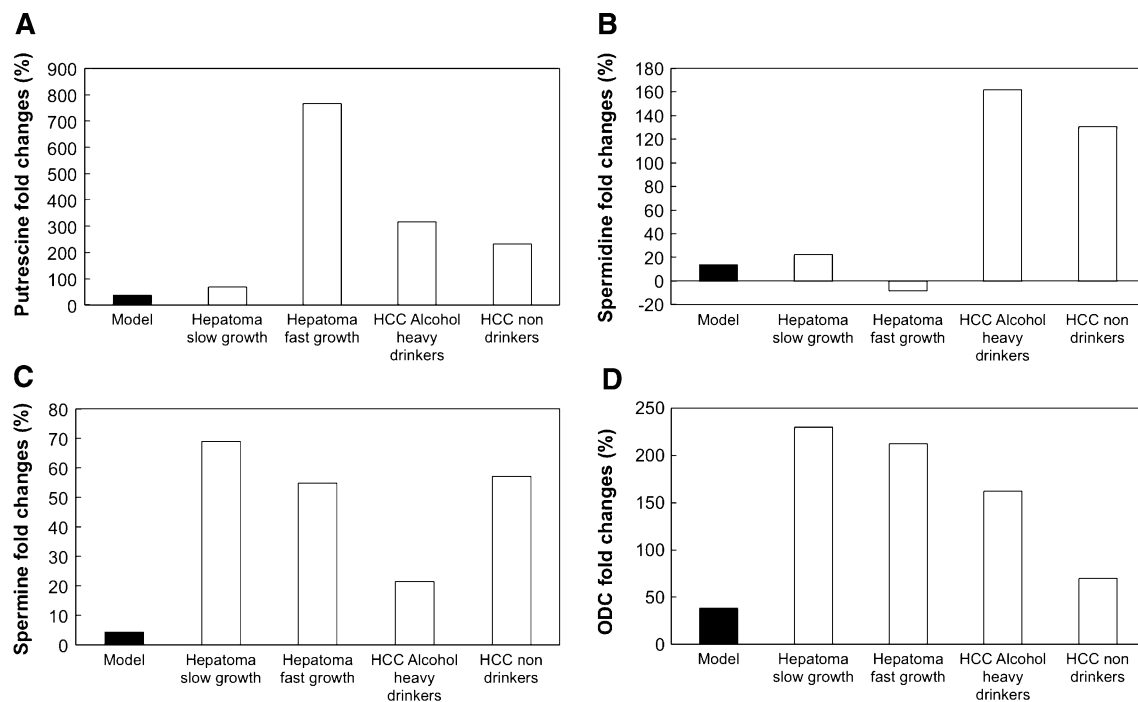 A
Putrescine fold changes (%)
900
800
700
600
500
400
300
200
100
0
Model
Hepatoma
slow growth
Hepatoma
fast growth
HCC Alcohol
heavy
drinkers
HCC non
drinkers
B
Spermidine fold changes (%)
180
160
140
120
100
80
60
40
20
0
-20
Model
Hepatoma
slow growth
Hepatoma
fast growth
HCC Alcohol
heavy
drinkers
HCC non
drinkers
C
Spermine fold changes (%)
80
70
60
50
40
30
20
10
0
Model
Hepatoma
slow growth
Hepatoma
fast growth
HCC Alcohol
heavy
drinkers
HCC non
drinkers
D
ODC fold changes (%)
250
200
150
100
50
0
Model
Hepatoma
slow growth
Hepatoma
fast growth
HCC Alcohol
heavy
drinkers
HCC non
drinkers